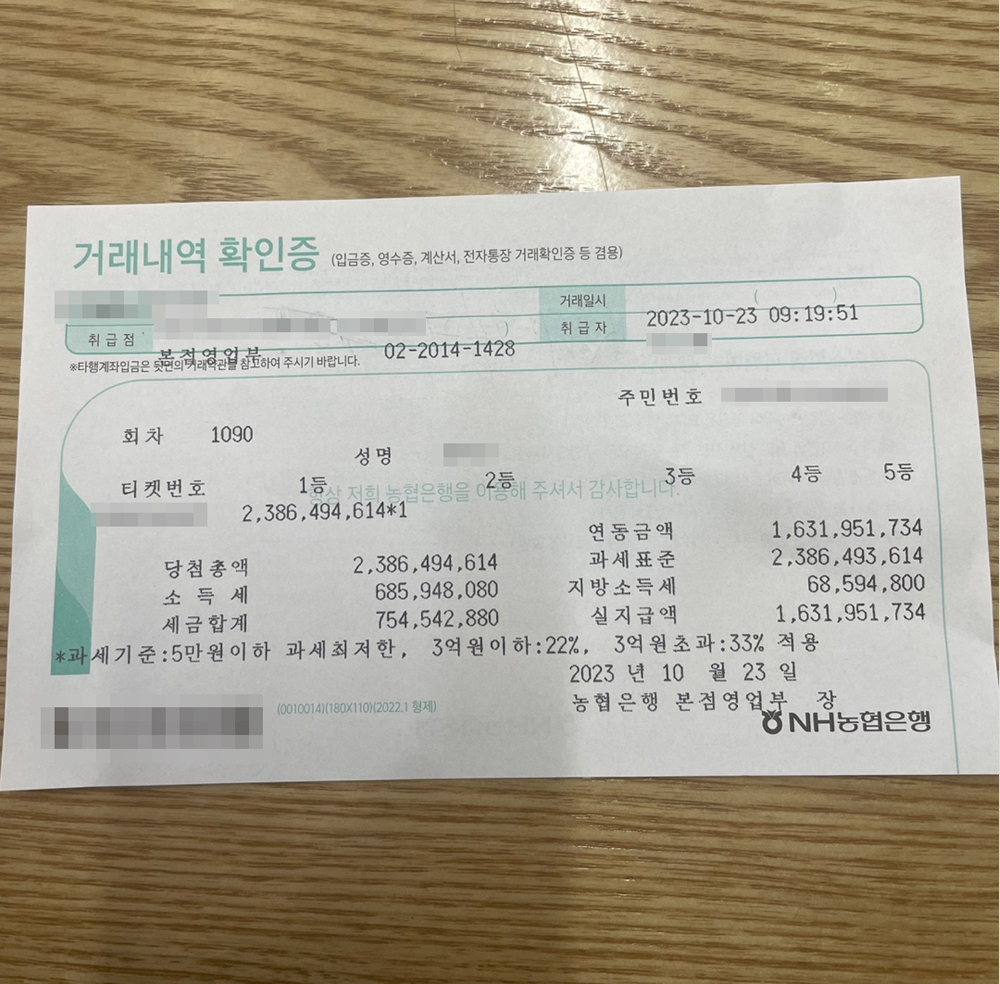 거래내역 확인증 (입금증, 영수증, 계산서, 전자통장 거래확인증 등 겸용)
거래일시 ( )
2023-10-23 09:19:51
취급점 ) 취급자
본점영업부 02-2014-1428
※타행계좌입금은 뒷면의 거래약관을 참고하여 주시기 바랍니다.
주민번호
회차 1090
성명
티켓번호 1등 2등 3등 4등 5등
항상 저희 농협은행을 이용해 주셔서 감사합니다.
2,386,494,614*1
연동금액 1,631,951,734
당첨총액 2,386,494,614 과세표준 2,386,493,614
소득세 685,948,080 지방소득세 68,594,800
세금합계 754,542,880 실지급액 1,631,951,734
*과세기준:5만원이하 과세최저한, 3억원이하:22%, 3억원초과:33% 적용
2023 년 10 월 23 일
농협은행 본점영업부 장
(0010014)(180X110)(2022.1 형제)
NH농협은행